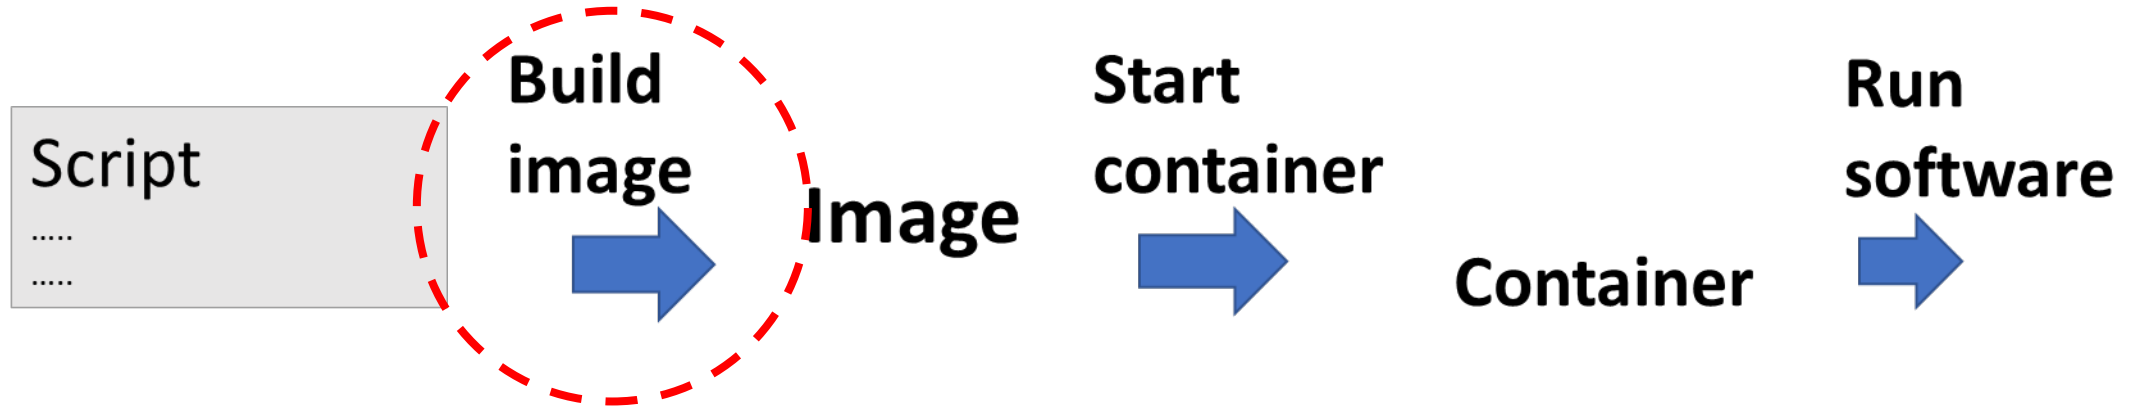 Script
.....
.....
Build
image
Image
Start
container
Container
Run
software